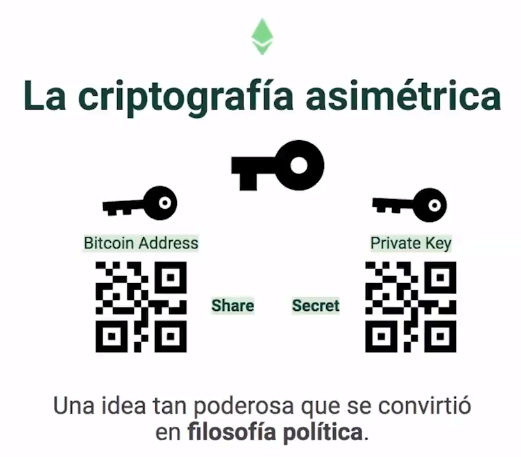 La criptografía asimétrica
Bitcoin Address
Private Key
Share
Secret
Una idea tan poderosa que se convirtió
en filosofía política.